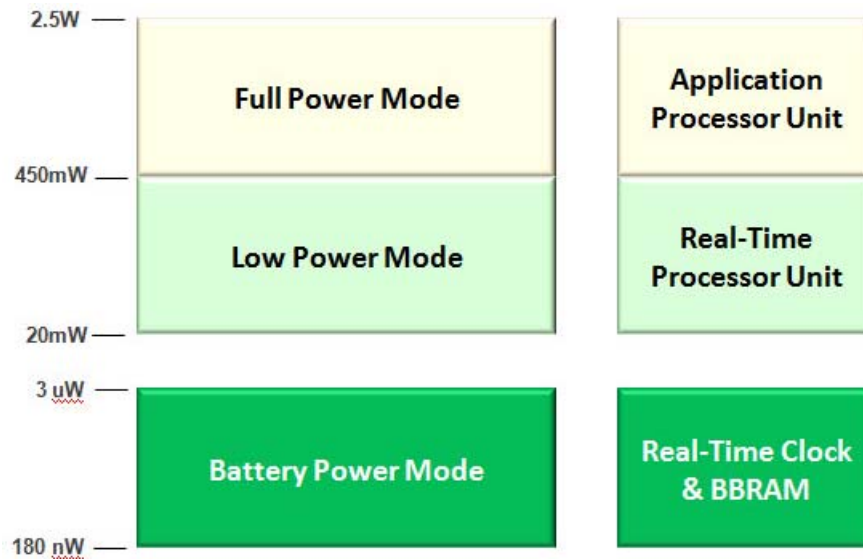 2.5W
Full Power Mode
Application
Processor Unit
450mW
Low Power Mode
Real-Time
Processor Unit
20mW
3 uW
Battery Power Mode
Real-Time Clock
& BBRAM
180 nW